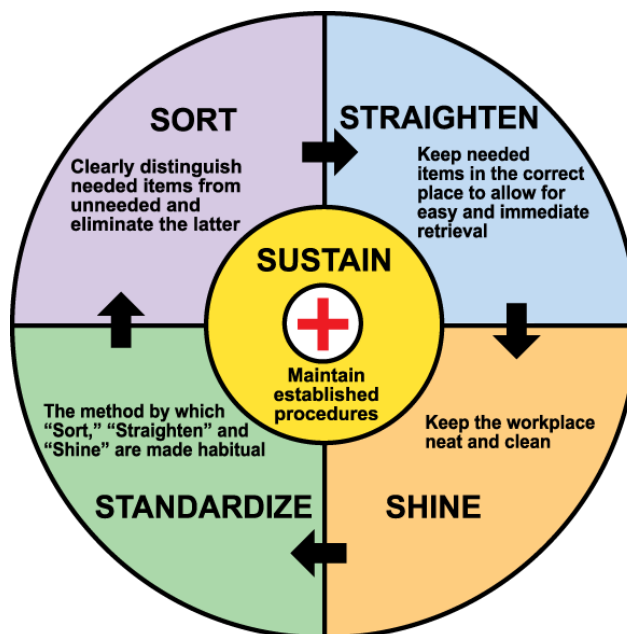 SORT
Clearly distinguish
needed items from
unneeded and
eliminate the latter
STRAIGHTEN
Keep needed
items in the correct
place to allow for
easy and immediate
retrieval
SUSTAIN
Maintain
established
procedures
The method by which
“Sort,” “Straighten” and
“Shine” are made habitual
STANDARDIZE
Keep the workplace
neat and clean
SHINE